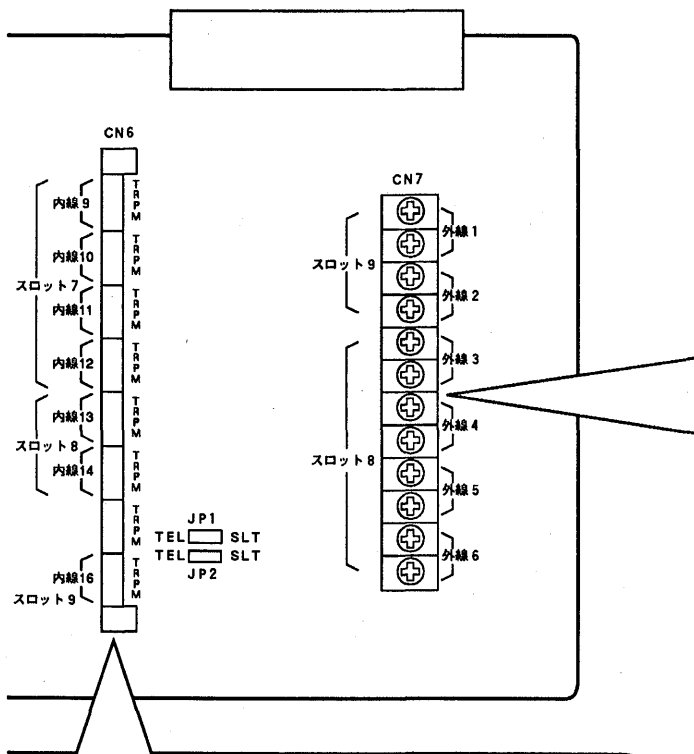 CN6
内線9
TRPM
内線10
TRPM
スロット7
内線11
TRPM
内線12
TRPM
内線13
TRPM
スロット8
内線14
TRPM
TRPM
内線16
TRPM
スロット9
JP1
TEL SLT
TEL SLT
JP2
CN7
外線1
スロット9
外線2
外線3
外線4
スロット8
外線5
外線6